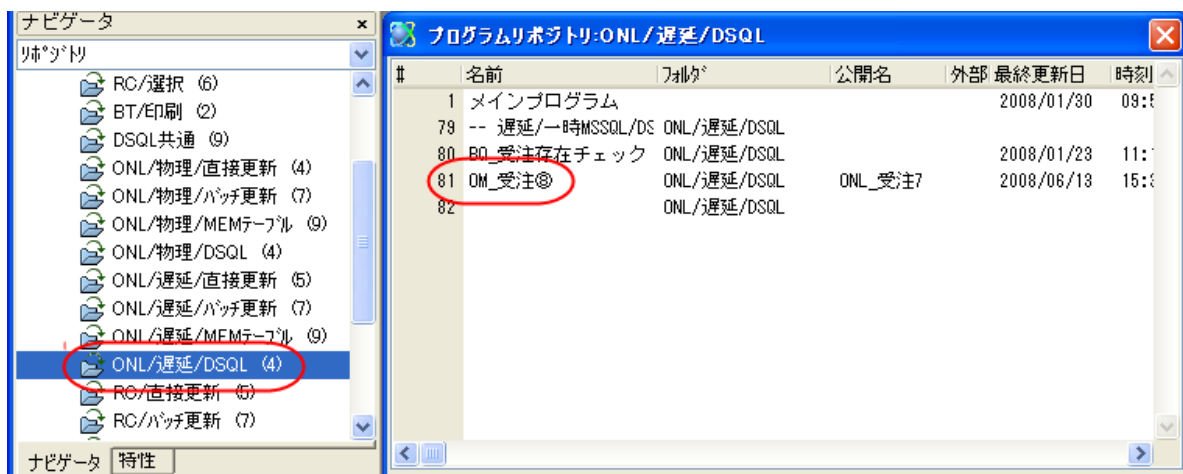 ナビゲータ
リポジトリ
RC/選択 (6)
BT/印刷 (2)
DSQL共通 (9)
ONL/物理/直接更新 (4)
ONL/物理/バッチ更新 (7)
ONL/物理/MEMテーブル (9)
ONL/物理/DSQL (4)
ONL/遅延/直接更新 (5)
ONL/遅延/バッチ更新 (7)
ONL/遅延/MEMテーブル (9)
ONL/遅延/DSQL (4)
RC/直接更新 (5)
RC/バッチ更新 (7)
ナビゲータ 特性
プログラムリポジトリ:ONL/遅延/DSQL
# 名前 フォルダ 公開名 外部 最終更新日 時刻
1 メインプログラム 2008/01/30 09:5
79 -- 遅延/一時MSSQL/DS ONL/遅延/DSQL
80 BQ_受注存在チェック ONL/遅延/DSQL 2008/01/23 11:
81 OM_受注⑧ ONL/遅延/DSQL ONL_受注7 2008/06/13 15:
82 ONL/遅延/DSQL